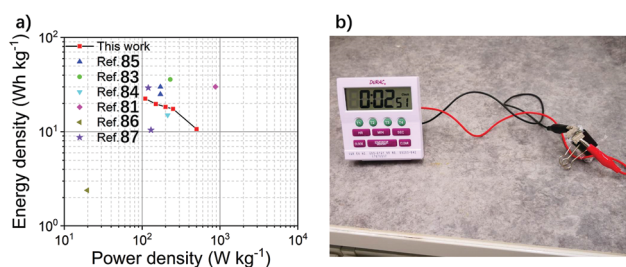 a)
Energy density (Wh kg⁻¹)
10²
10¹
10⁰
This work
Ref.85
Ref.83
Ref.84
Ref.81
Ref.86
Ref.87
10¹
10²
10³
10⁴
Power density (W kg⁻¹)
b)
0:02 57